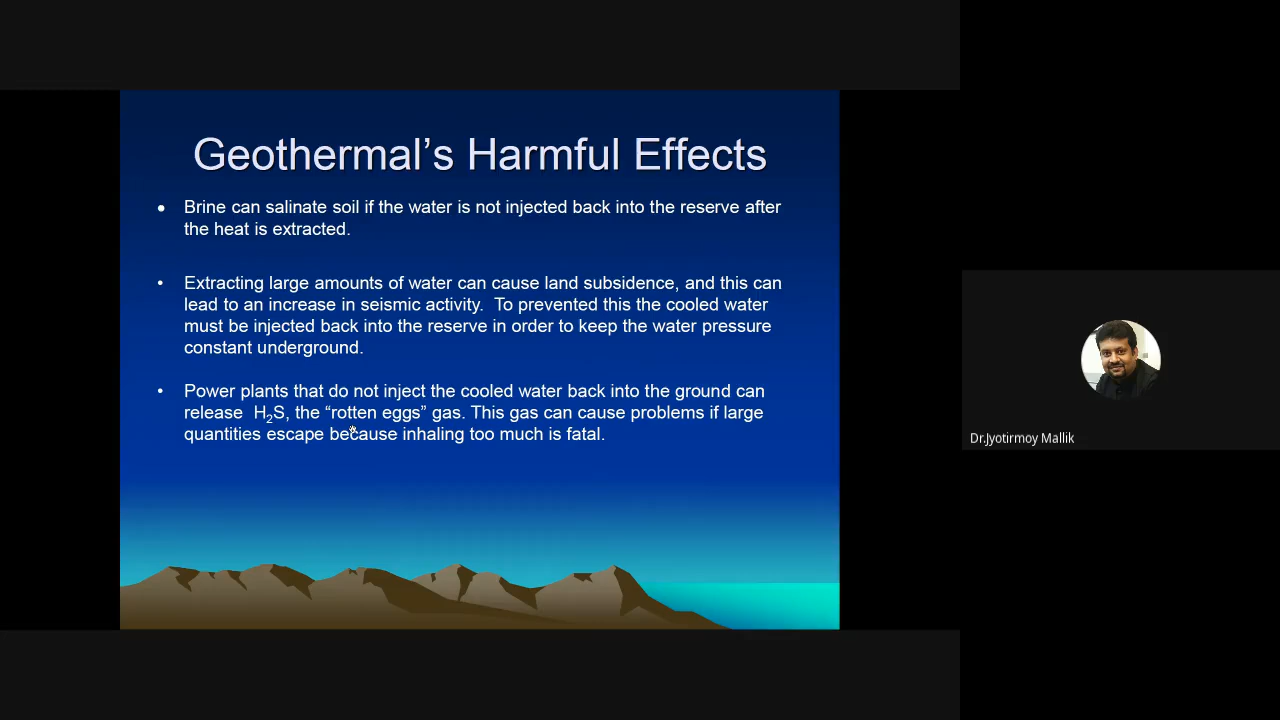 Geothermal's Harmful Effects
• Brine can salinate soil if the water is not injected back into the reserve after
the heat is extracted.
• Extracting large amounts of water can cause land subsidence, and this can
lead to an increase in seismic activity.  To prevented this the cooled water
must be injected back into the reserve in order to keep the water pressure
constant underground.
• Power plants that do not inject the cooled water back into the ground can
release  H₂S, the “rotten eggs” gas. This gas can cause problems if large
quantities escape because inhaling too much is fatal.
Dr.Jyotirmoy Mallik